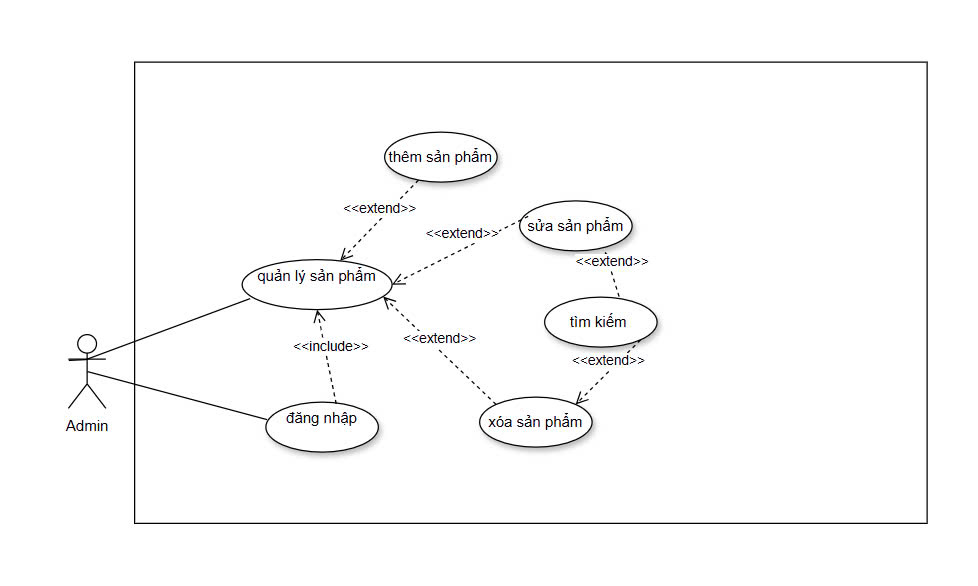 thêm sản phẩm
<<extend>>
sửa sản phẩm
<<extend>>
<<extend>>
quản lý sản phẩm
tìm kiếm
<<extend>>
<<include>>
<<extend>>
đăng nhập
xóa sản phẩm
Admin